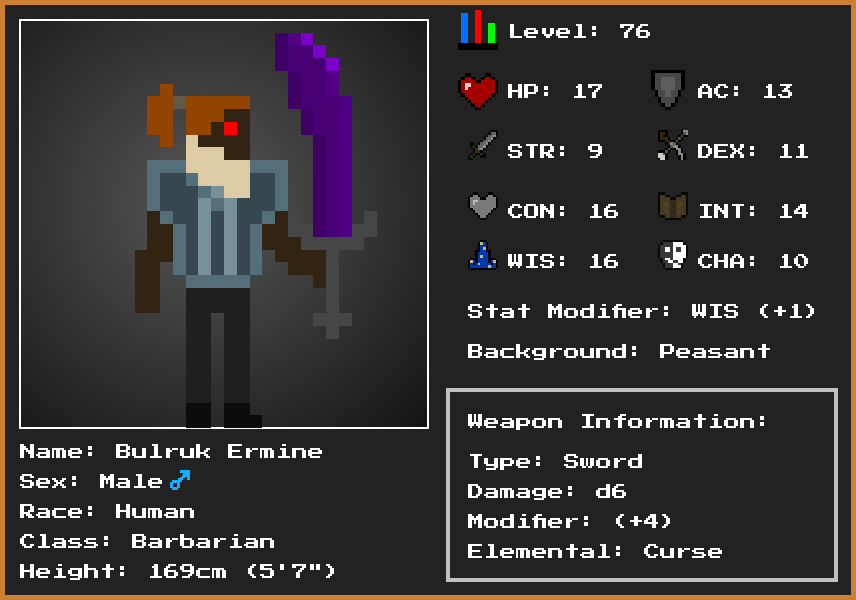 Level: 76
HP: 17 AC: 13
STR: 9 DEX: 11
CON: 16 INT: 14
WIS: 16 CHA: 10
Stat Modifier: WIS (+1)
Background: Peasant
Weapon Information:
Type: Sword
Damage: d6
Modifier: (+4)
Elemental: Curse
Name: Bulruk Ermine
Sex: Male♂
Race: Human
Class: Barbarian
Height: 169cm (5'7")